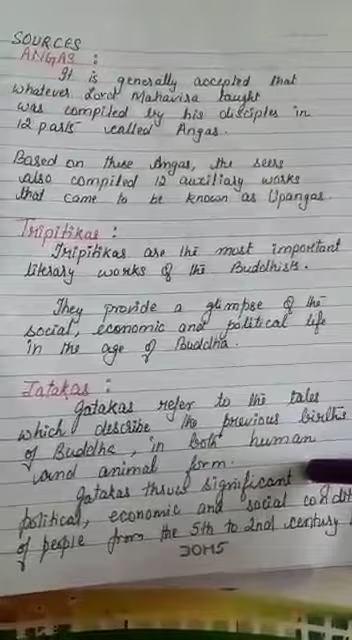 SOURCES
ANGAS :
It is generally accepted that
whatever Lord Mahavira taught
was compiled by his disciples in
12 parts called Angas.
Based on these Angas, the seers
also compiled 12 auxiliary works
that came to be known as Upangas.
Tripitikas :
Tripitikas are the most important
literary works of the Buddhists.
They provide a glimpse of the
social, economic and political life
in the age of Buddha.
Jatakas :
Jatakas refer to the tales
which describe the previous births
of Buddha, in both human
and animal form.
Jatakas throw significant
political, economic and social condit
of people from the 5th to 2nd century
JOMS